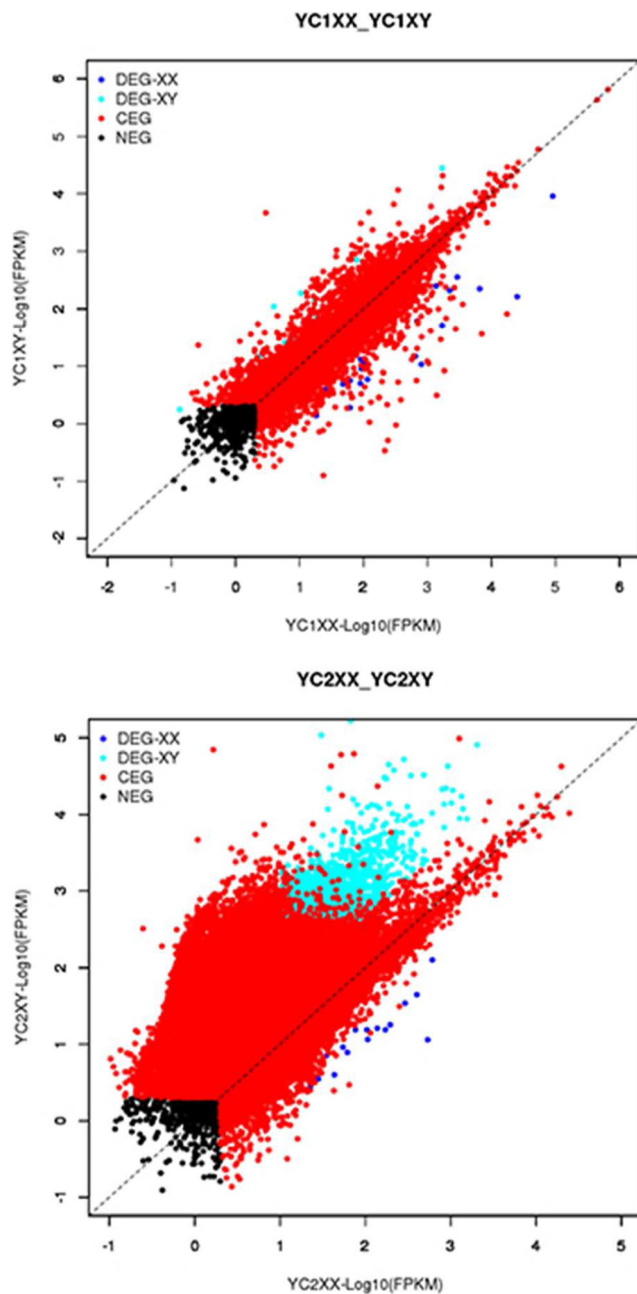 YC1XX_YC1XY
DEG-XX
DEG-XY
CEG
NEG
6
5
4
3
2
1
0
-1
-2
YC1XY-Log10(FPKM)
-2 -1 0 1 2 3 4 5 6
YC1XX-Log10(FPKM)
YC2XX_YC2XY
DEG-XX
DEG-XY
CEG
NEG
5
4
3
2
1
0
-1
YC2XY-Log10(FPKM)
-1 0 1 2 3 4 5
YC2XX-Log10(FPKM)